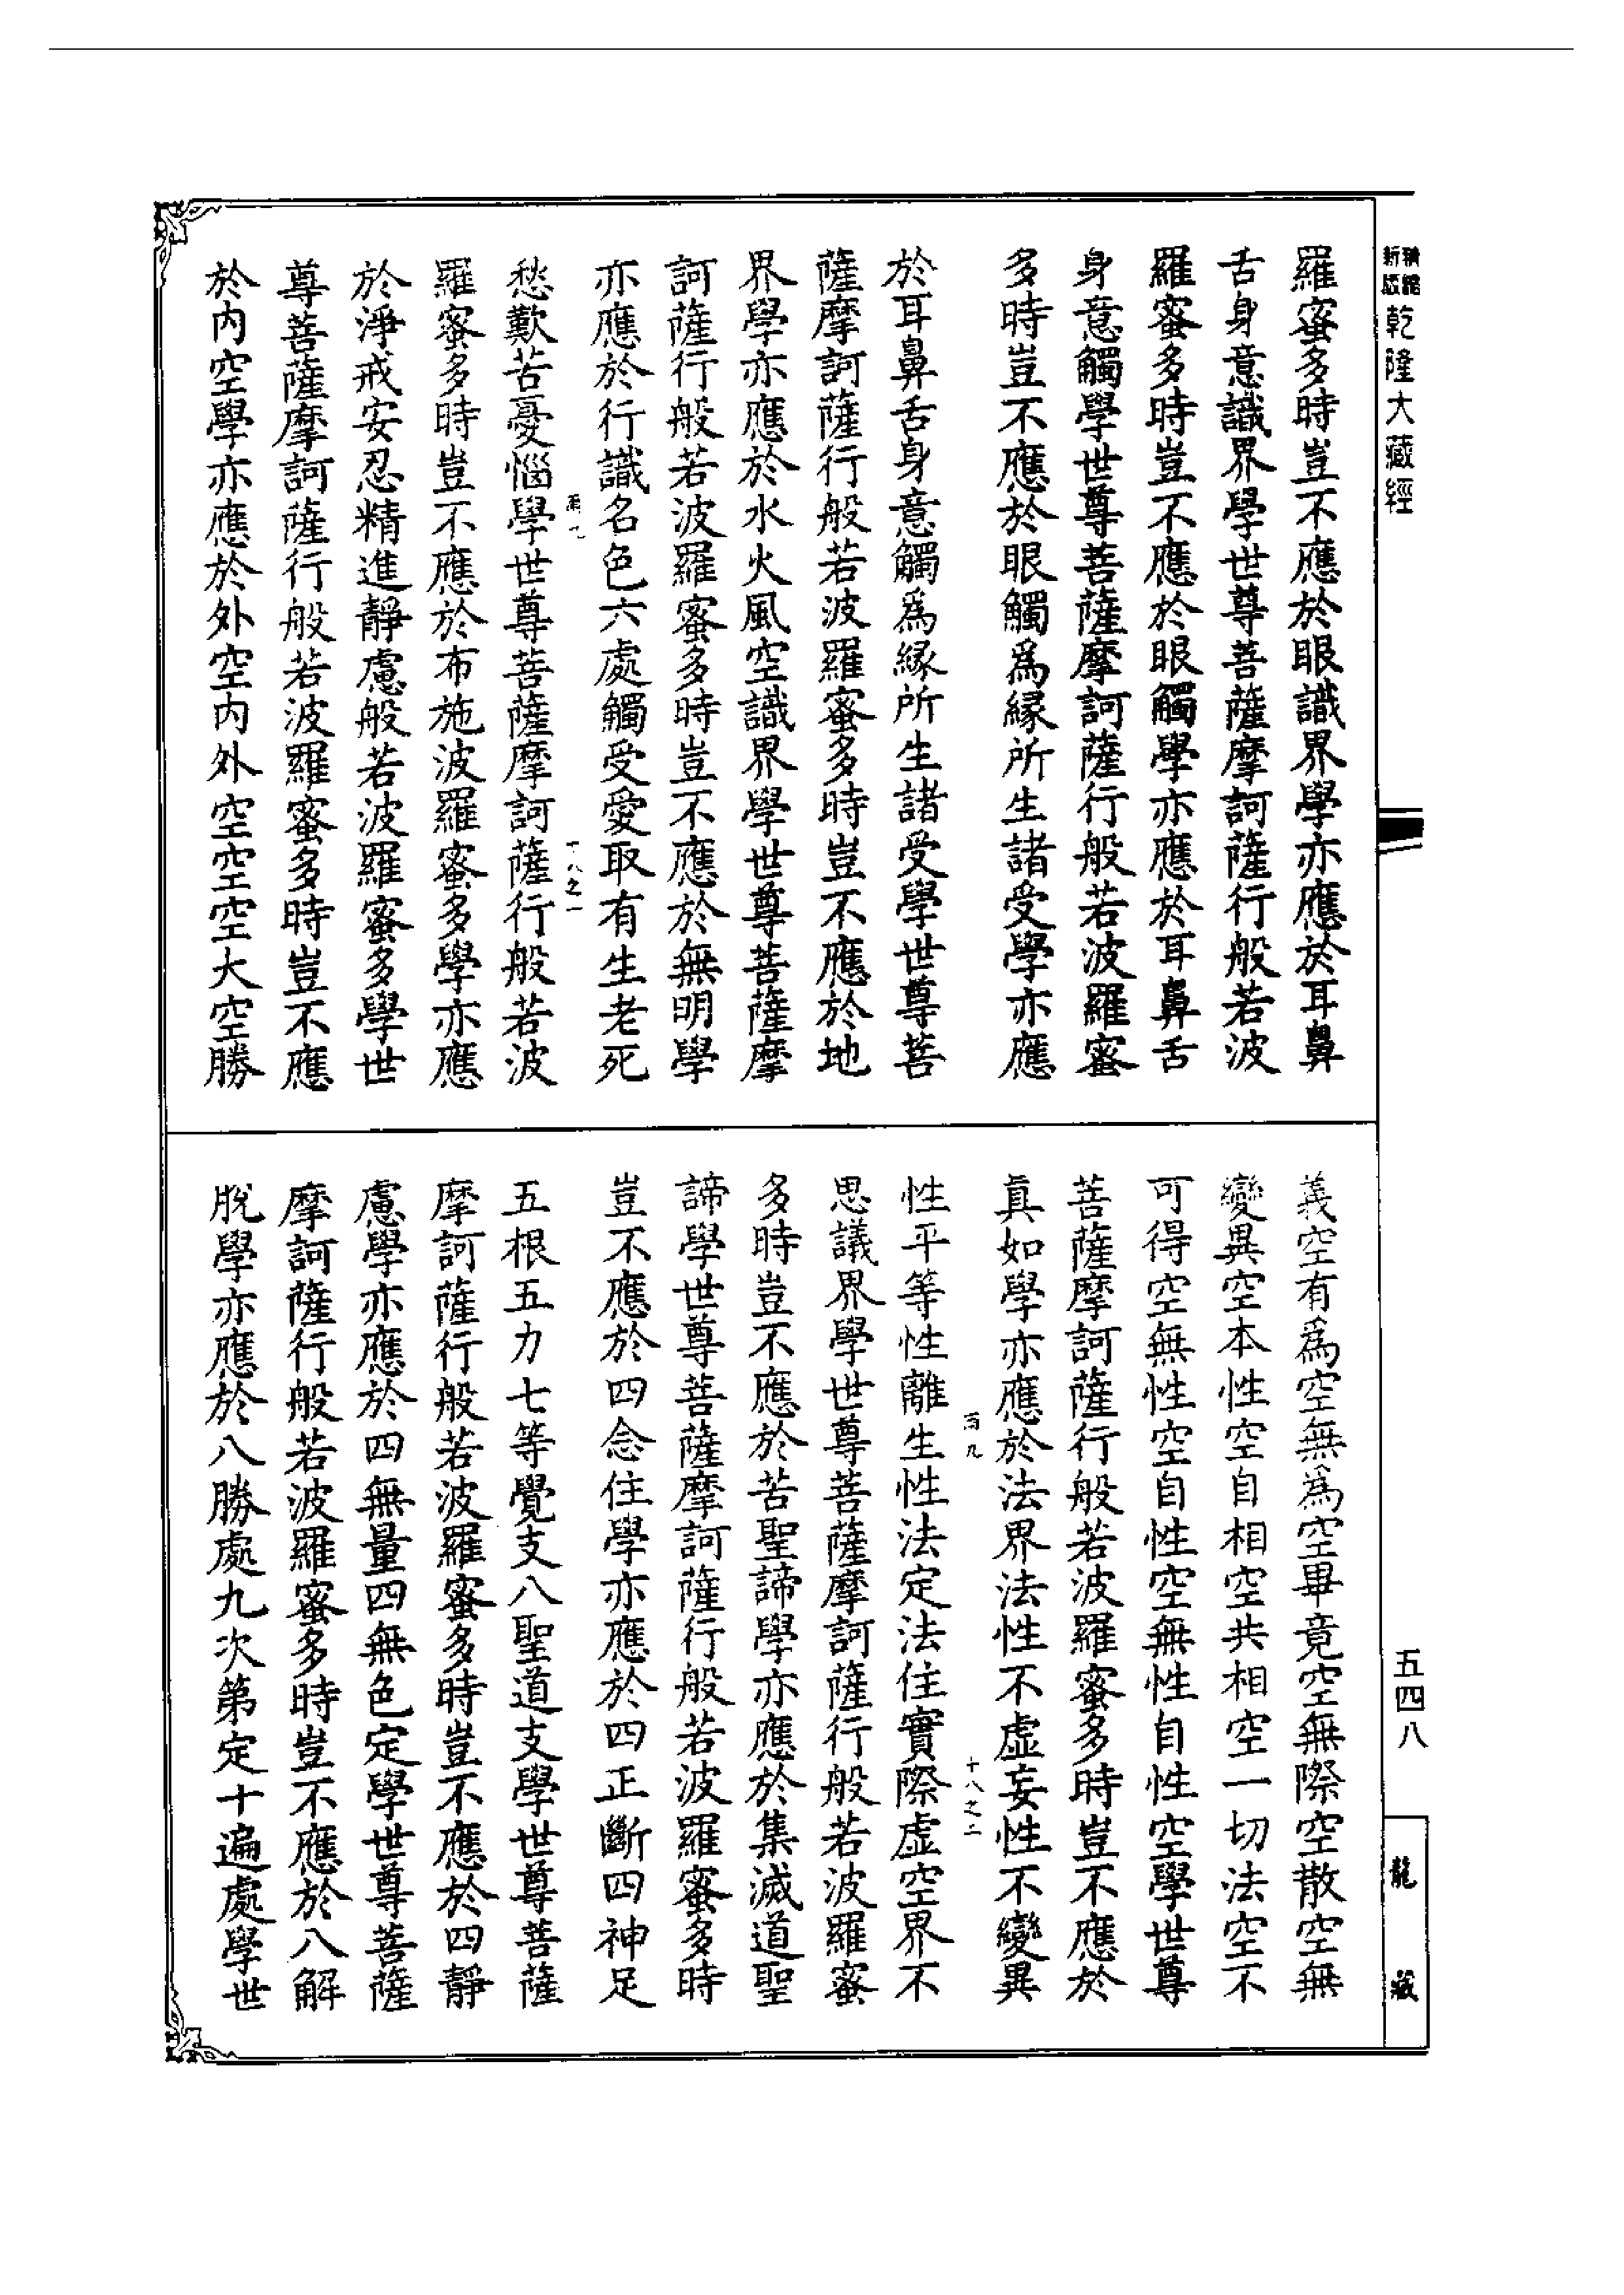 新版
精縮
乾隆大藏經
五四八
龍藏
羅蜜多時豈不應於眼識界學亦應於耳鼻
舌身意識界學世尊菩薩摩訶薩行般若波
羅蜜多時豈不應於眼觸學亦應於耳鼻舌
身意觸學世尊菩薩摩訶薩行般若波羅蜜
多時豈不應於眼觸爲緣所生諸受學亦應
於耳鼻舌身意觸爲緣所生諸受學世尊菩
薩摩訶薩行般若波羅蜜多時豈不應於地
界學亦應於水火風空識界學世尊菩薩摩
訶薩行般若波羅蜜多時豈不應於無明學
亦應於行識名色六處觸受愛取有生老死
十八之一
愁歎苦憂惱學世尊菩薩摩訶薩行般若波
羅蜜多時豈不應於布施波羅蜜多學亦應
於淨戒安忍精進靜慮般若波羅蜜多學世
尊菩薩摩訶薩行般若波羅蜜多時豈不應
於內空學亦應於外空內外空空空大空勝
義空有爲空無爲空畢竟空無際空散空無
變異空本性空自相空共相空一切法空不
可得空無性空自性空無性自性空學世尊
菩薩摩訶薩行般若波羅蜜多時豈不應於
真如學亦應於法界法性不虛妄性不變異
十八之二
性平等性離生性法定法住實際虛空界不
思議界學世尊菩薩摩訶薩行般若波羅蜜
多時豈不應於苦聖諦學亦應於集滅道聖
諦學世尊菩薩摩訶薩行般若波羅蜜多時
豈不應於四念住學亦應於四正斷四神足
五根五力七等覺支八聖道支學世尊菩薩
摩訶薩行般若波羅蜜多時豈不應於四靜
慮學亦應於四無量四無色定學世尊菩薩
摩訶薩行般若波羅蜜多時豈不應於八解
脫學亦應於八勝處九次第定十遍處學世